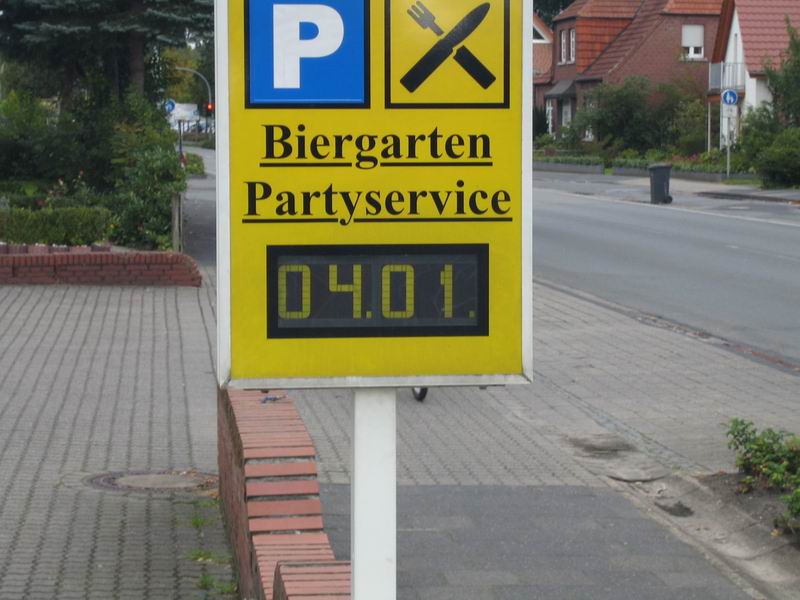 P
Biergarten
Partyservice
04.01.